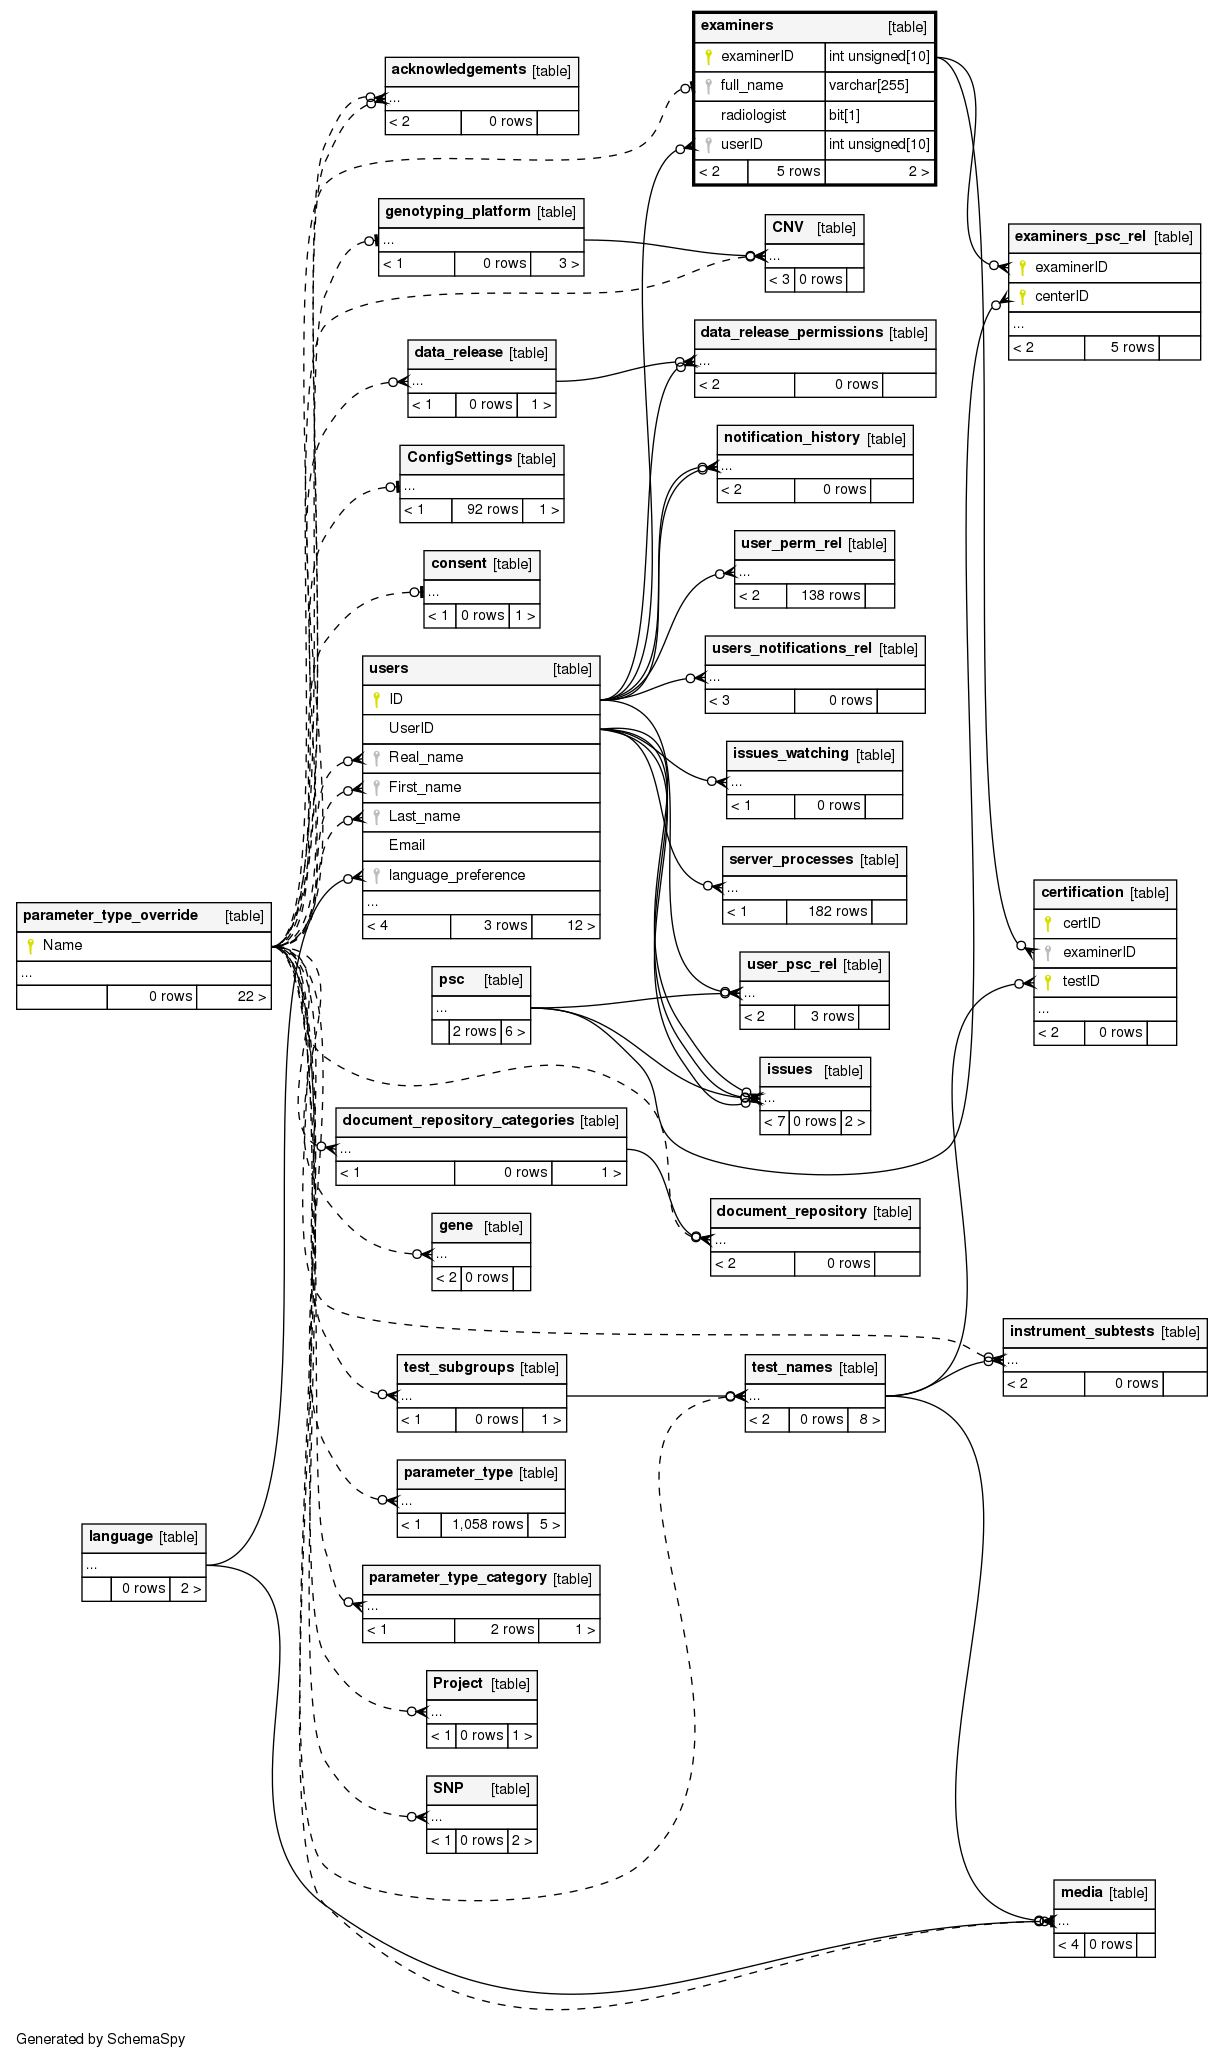 examiners [table]
examinerID int unsigned[10]
full_name varchar[255]
radiologist bit[1]
userID int unsigned[10]
< 2 5 rows 2 >
acknowledgements [table]
...
< 2 0 rows
genotyping_platform [table]
...
< 1 0 rows 3 >
CNV [table]
...
< 3 0 rows
examiners_psc_rel [table]
examinerID
centerID
...
< 2 5 rows
data_release_permissions [table]
...
< 2 0 rows
data_release [table]
...
< 1 0 rows 1 >
notification_history [table]
...
< 2 0 rows
ConfigSettings [table]
...
< 1 92 rows 1 >
user_perm_rel [table]
...
< 2 138 rows
consent [table]
...
< 1 0 rows 1 >
users_notifications_rel [table]
...
< 3 0 rows
users [table]
ID
UserID
Real_name
First_name
Last_name
Email
language_preference
...
< 4 3 rows 12 >
issues_watching [table]
...
< 1 0 rows
server_processes [table]
...
< 1 182 rows
certification [table]
certID
examinerID
testID
...
< 2 0 rows
parameter_type_override [table]
Name
...
0 rows 22 >
user_psc_rel [table]
...
< 2 3 rows
psc [table]
...
2 rows 6 >
issues [table]
...
< 7 0 rows 2 >
document_repository_categories [table]
...
< 1 0 rows 1 >
document_repository [table]
...
< 2 0 rows
gene [table]
...
< 2 0 rows
instrument_subtests [table]
...
< 2 0 rows
test_subgroups [table]
...
< 1 0 rows 1 >
test_names [table]
...
< 2 0 rows 8 >
parameter_type [table]
...
< 1 1,058 rows 5 >
language [table]
...
0 rows 2 >
parameter_type_category [table]
...
< 1 2 rows 1 >
Project [table]
...
< 1 0 rows 1 >
SNP [table]
...
< 1 0 rows 2 >
media [table]
...
< 4 0 rows
Generated by SchemaSpy